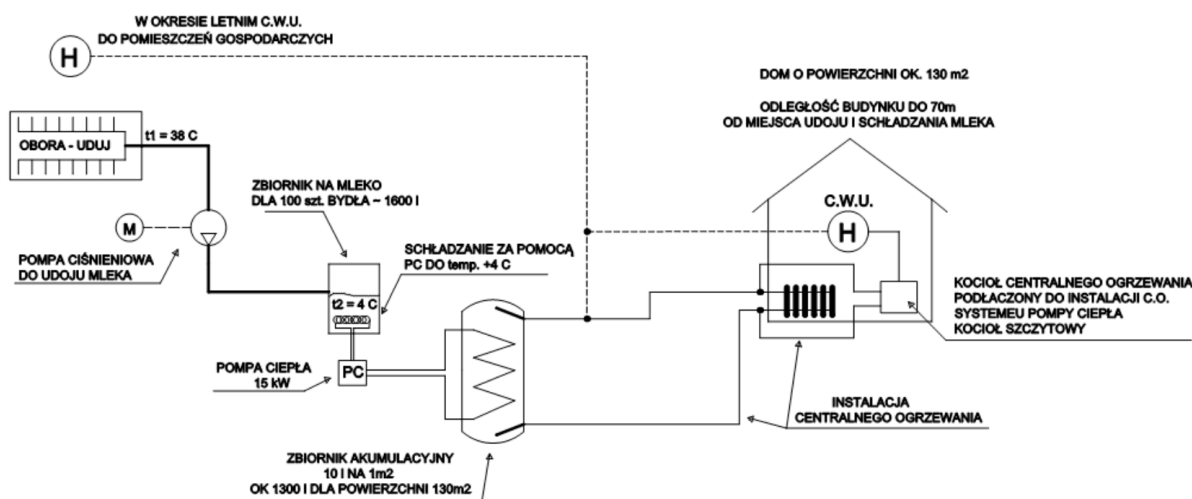 W OKRESIE LETNIM C.W.U.
DO POMIESZCZEŃ GOSPODARCZYCH
H
DOM O POWIERZCHNI OK. 130 m2
ODLEGŁOŚĆ BUDYNKU DO 70m
OD MIEJSCA UDOJU I SCHŁADZANIA MLEKA
t1 = 38 C
OBORA - UDUJ
ZBIORNIK NA MLEKO
DLA 100 szt. BYDŁA ~ 1600 l
C.W.U.
H
M
POMPA CIŚNIENIOWA
DO UDOJU MLEKA
SCHŁADZANIE ZA POMOCĄ
PC DO temp. +4 C
t2 = 4 C
KOCIOŁ CENTRALNEGO OGRZEWANIA
PODŁACZONY DO INSTALACJI C.O.
SYSTEMEU POMPY CIEPŁA
KOCIOŁ SZCZYTOWY
POMPA CIEPŁA
15 kW
PC
INSTALACJA
CENTRALNEGO OGRZEWANIA
ZBIORNIK AKUMULACYJNY
10 l NA 1m2
OK 1300 l DLA POWIERZCHNI 130m2